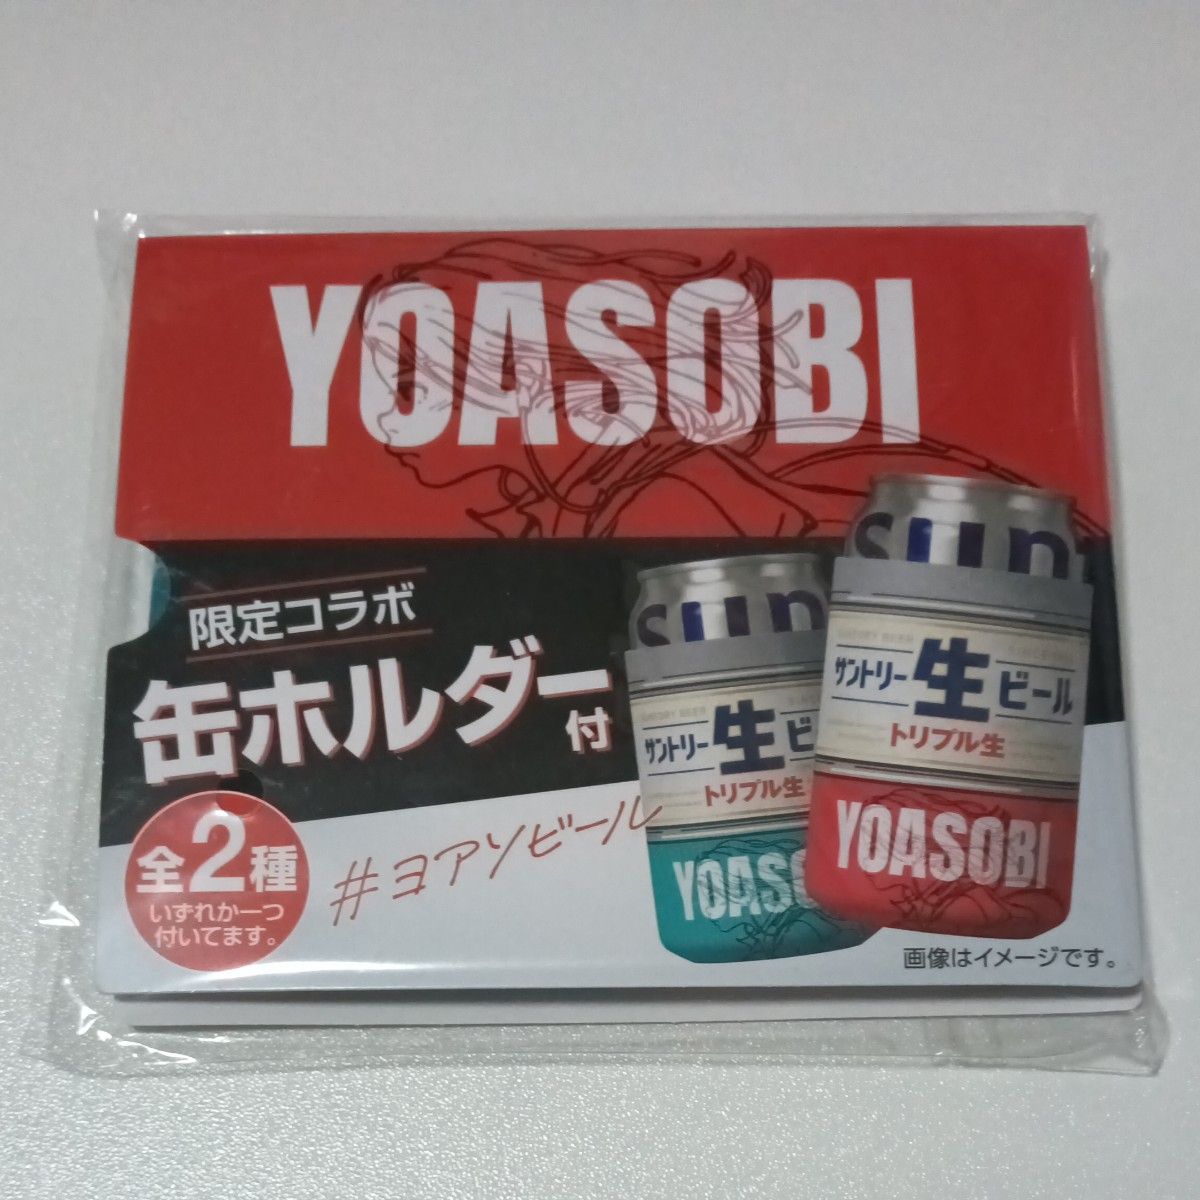 YOASOBI
限定コラボ
缶ホルダー付
全2種
いずれか一つ
付いてます。
#ヨアソビール
sun
サントリー生ビ
トリプル生
YOASO
sun
サントリー生ビール
トリプル生
YOASOBI
画像はイメージです。